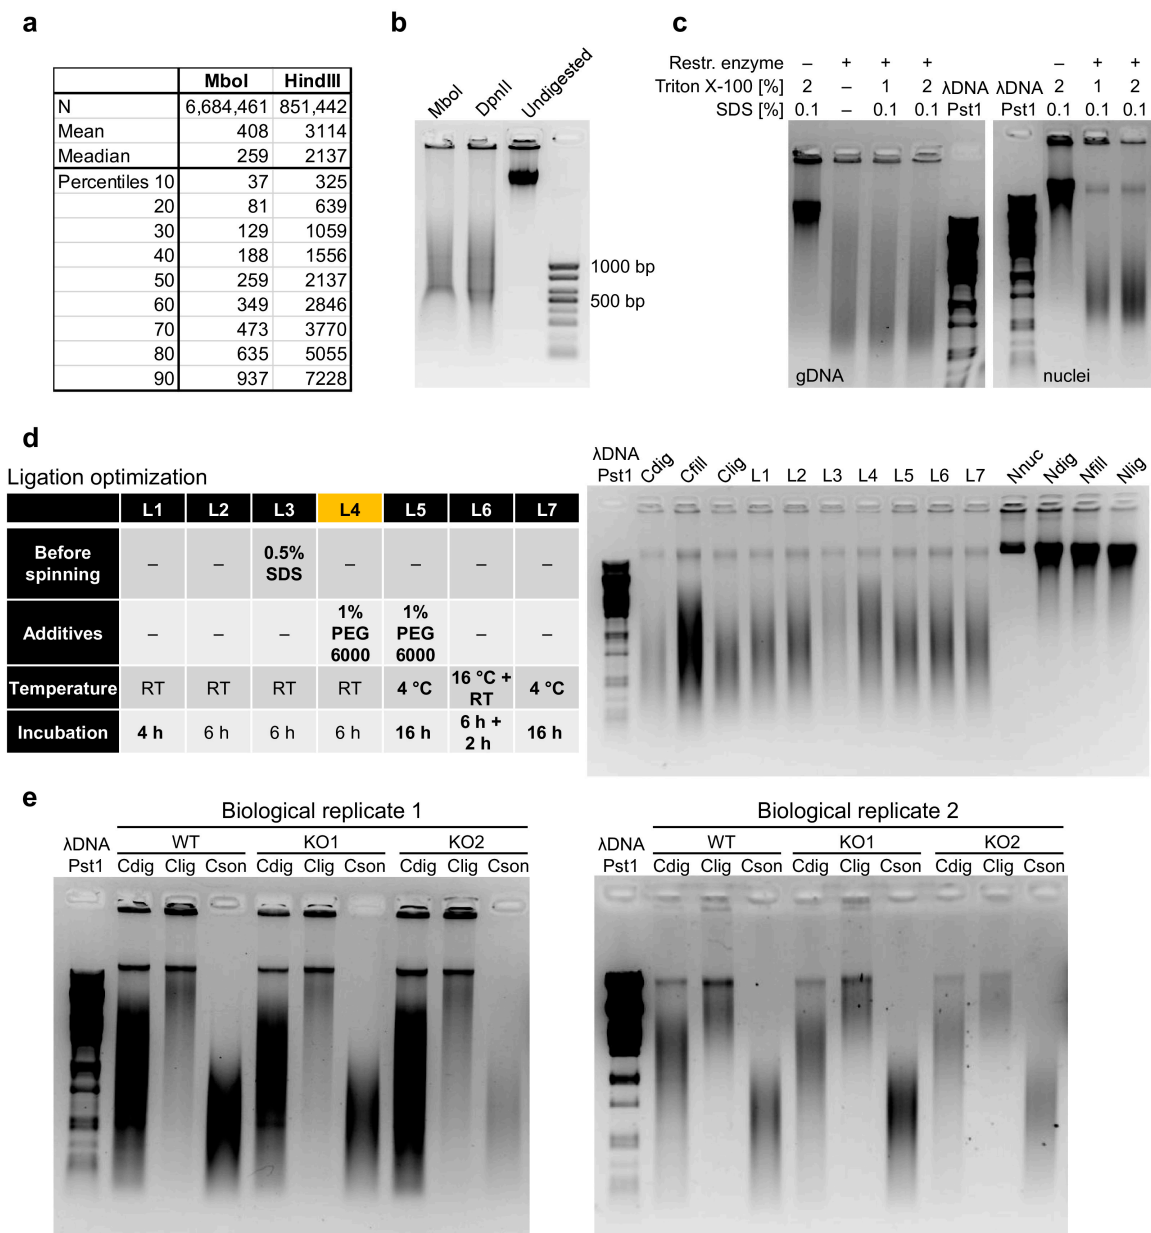 a
MboI HindIII
N 6,684,461 851,442
Mean 408 3114
Meadian 259 2137
Percentiles 10 37 325
20 81 639
30 129 1059
40 188 1556
50 259 2137
60 349 2846
70 473 3770
80 635 5055
90 937 7228
b
MboI DpnII Undigested
1000 bp
500 bp
c
Restr. enzyme – + + + – + +
Triton X-100 [%] 2 – 1 2 λDNA λDNA 2 1 2
SDS [%] 0.1 – 0.1 0.1 Pst1 Pst1 0.1 0.1 0.1
gDNA nuclei
d
Ligation optimization
L1 L2 L3 L4 L5 L6 L7
Before spinning – – 0.5% SDS – – – –
Additives – – – 1% PEG 6000 1% PEG 6000 – –
Temperature RT RT RT RT 4 °C 16 °C + RT 4 °C
Incubation 4 h 6 h 6 h 6 h 16 h 6 h + 2 h 16 h
λDNA
Pst1 Cdig Cfill Clig L1 L2 L3 L4 L5 L6 L7 Nnuc Ndig Nfill Nlig
e
Biological replicate 1
λDNA WT KO1 KO2
Pst1 Cdig Clig Cson Cdig Clig Cson Cdig Clig Cson
Biological replicate 2
λDNA WT KO1 KO2
Pst1 Cdig Clig Cson Cdig Clig Cson Cdig Clig Cson